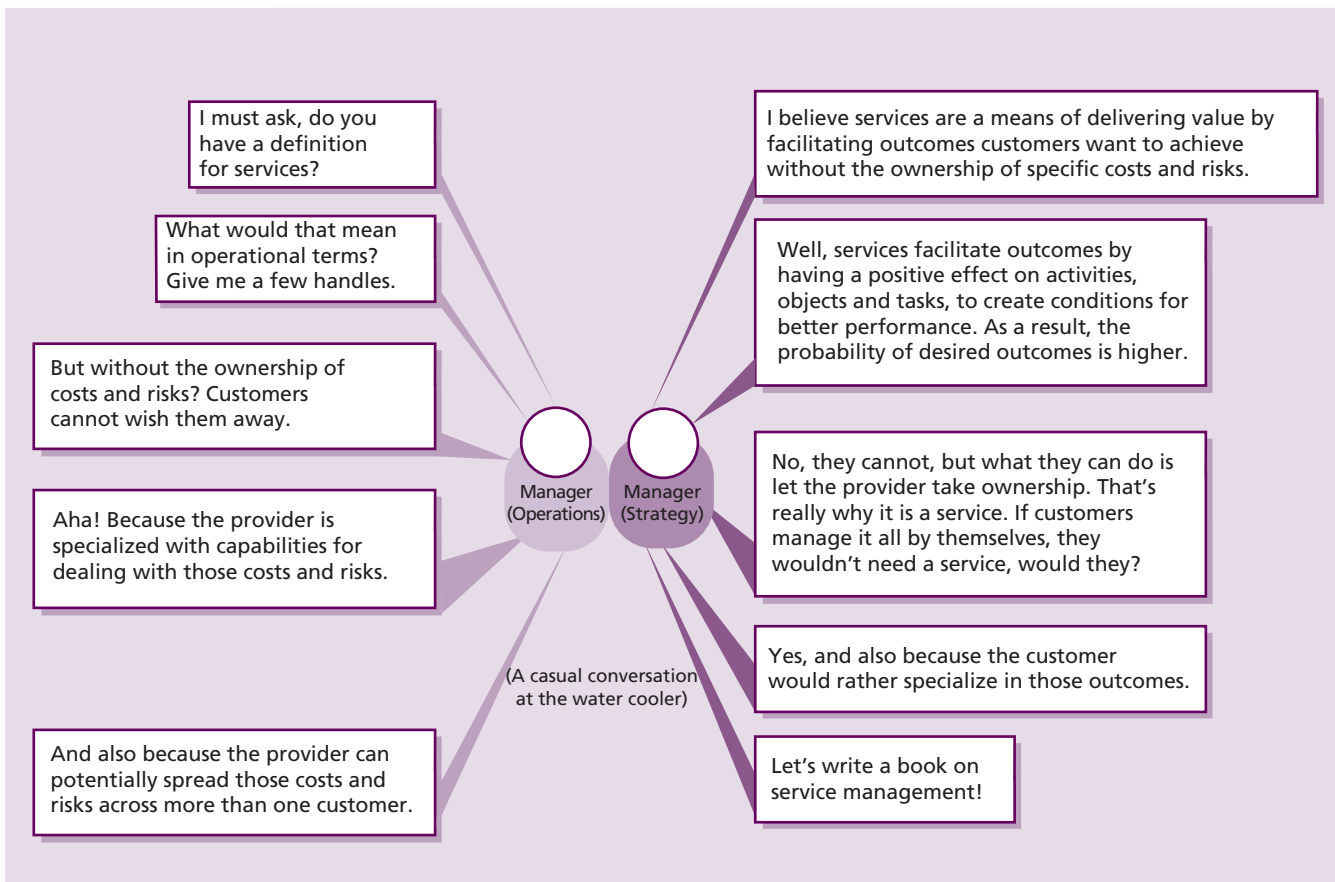 I must ask, do you
have a definition
for services?
I believe services are a means of delivering value by
facilitating outcomes customers want to achieve
without the ownership of specific costs and risks.
What would that mean
in operational terms?
Give me a few handles.
Well, services facilitate outcomes by
having a positive effect on activities,
objects and tasks, to create conditions for
better performance. As a result, the
probability of desired outcomes is higher.
But without the ownership of
costs and risks? Customers
cannot wish them away.
No, they cannot, but what they can do is
let the provider take ownership. That's
really why it is a service. If customers
manage it all by themselves, they
wouldn't need a service, would they?
Aha! Because the provider is
specialized with capabilities for
dealing with those costs and risks.
Yes, and also because the customer
would rather specialize in those outcomes.
And also because the provider can
potentially spread those costs and
risks across more than one customer.
Let's write a book on
service management!
Manager
(Operations)
Manager
(Strategy)
(A casual conversation
at the water cooler)